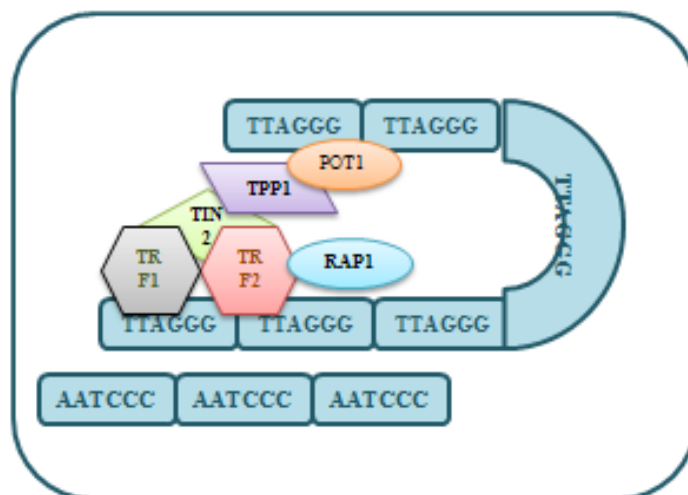 TTAGGG TTAGGG
POT1
TPP1
TIN
2
TTAGGG
TR
F1
TR
F2
RAP1
TTAGGG TTAGGG TTAGGG
AATCCC AATCCC AATCCC